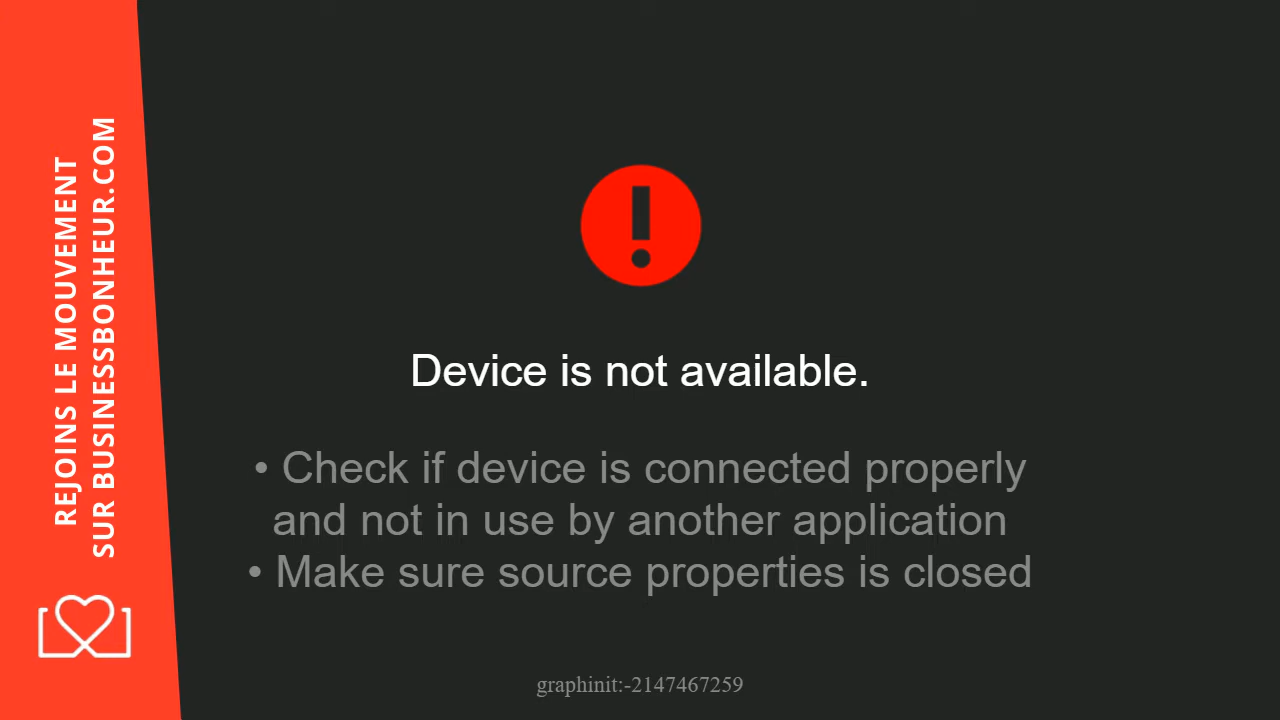 REJOINS LE MOUVEMENT
SUR BUSINESSBONHEUR.COM
Device is not available.
• Check if device is connected properly
and not in use by another application
• Make sure source properties is closed
graphinit:-2147467259